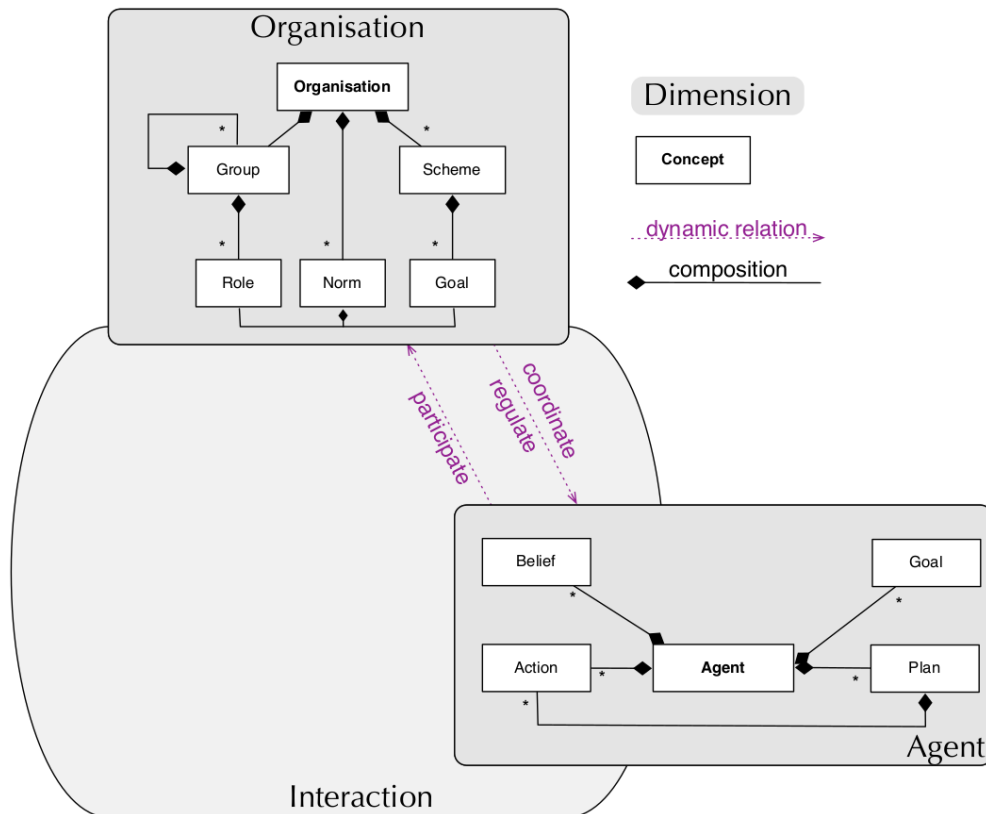 Organisation
Organisation
*
*
Group
Scheme
*
*
*
Role
Norm
Goal
Dimension
Concept
dynamic relation
composition
participate
coordinate
regulate
Belief
Goal
*
*
Action
Agent
Plan
*
*
*
Agent
Interaction